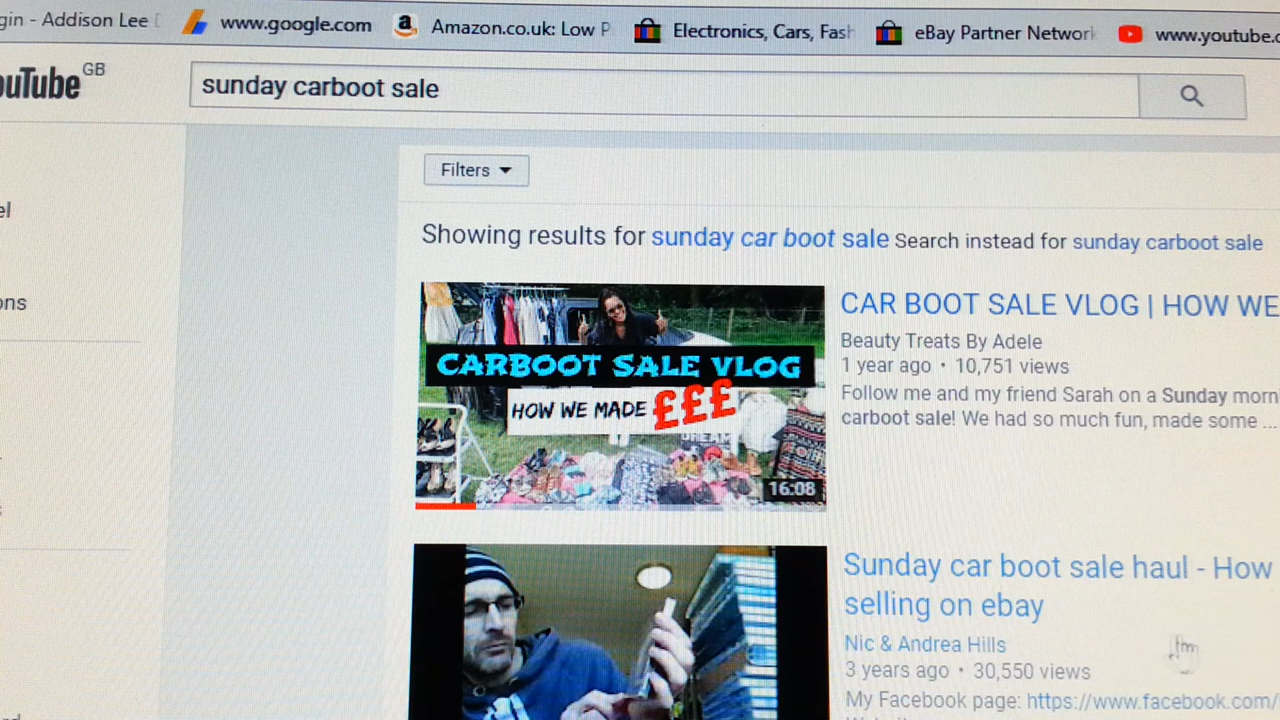 gin - Addison Lee
www.google.com
Amazon.co.uk: Low P
Electronics, Cars, Fash
eBay Partner Network
www.youtube.c
ouTube GB
sunday carboot sale
Filters
el
Showing results for sunday car boot sale Search instead for sunday carboot sale
ons
CARBOOT SALE VLOG
HOW WE MADE £££
DREAM
16:08
CAR BOOT SALE VLOG | HOW WE
Beauty Treats By Adele
1 year ago • 10,751 views
Follow me and my friend Sarah on a Sunday morn
carboot sale! We had so much fun, made some ...
Sunday car boot sale haul - How
selling on ebay
Nic & Andrea Hills
3 years ago • 30,550 views
My Facebook page: https://www.facebook.com/